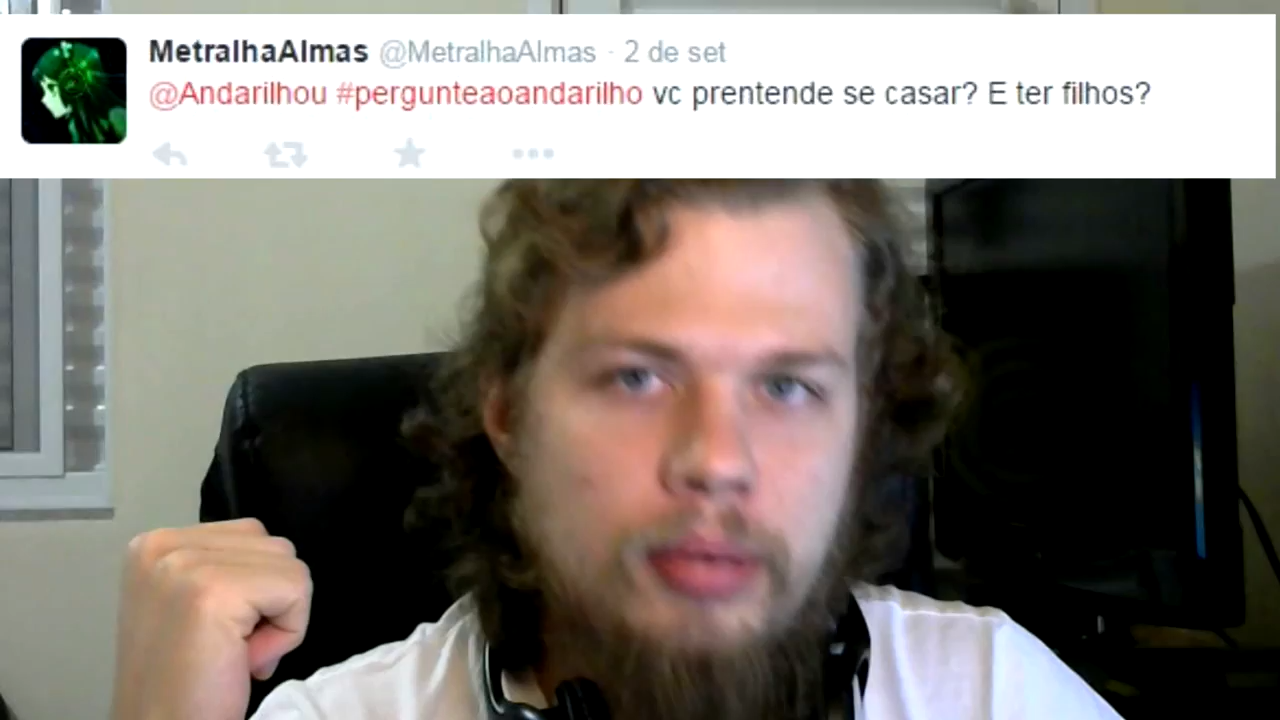 MetralhaAlmas @MetralhaAlmas · 2 de set
@Andarilhou #pergunteaoandarilho vc prentende se casar? E ter filhos?